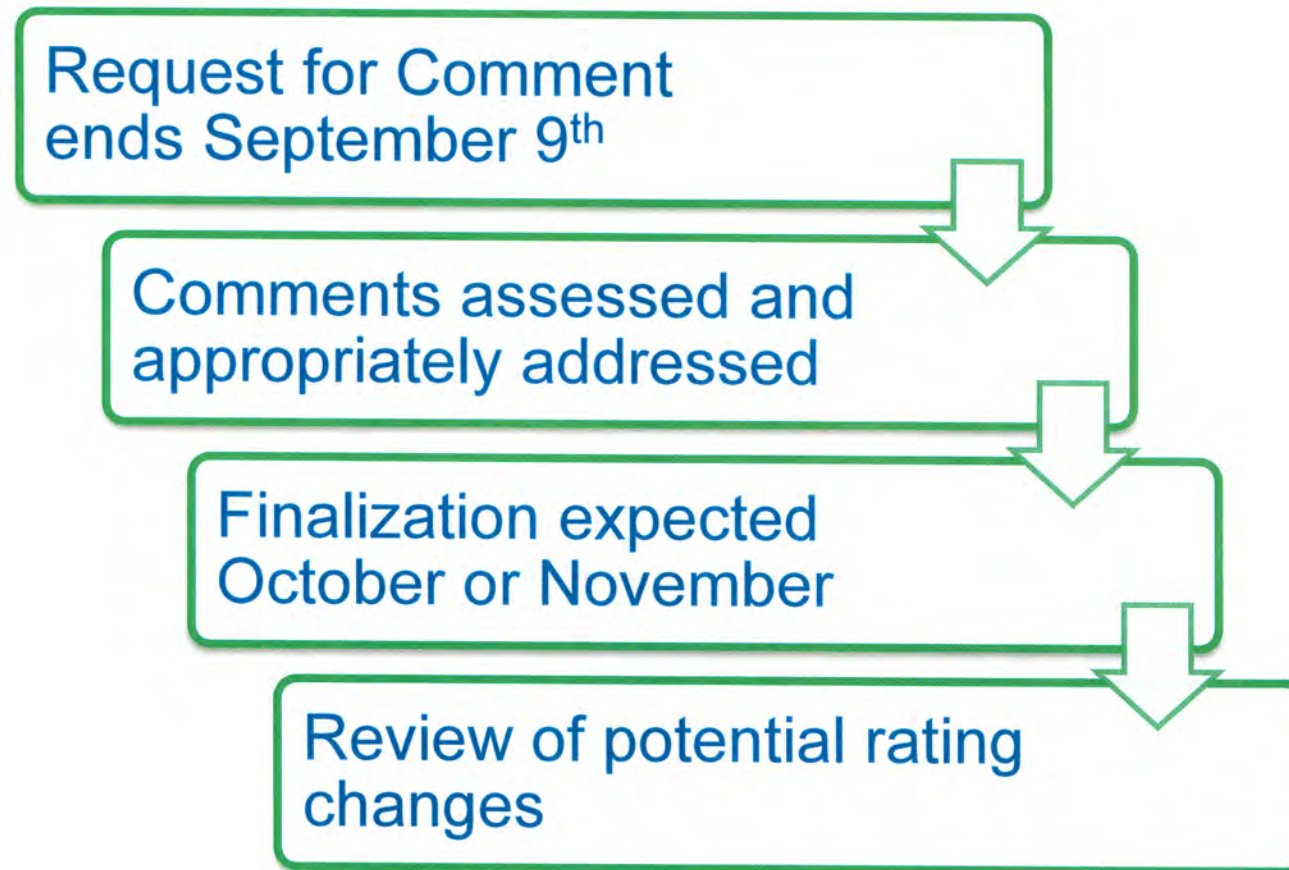 Request for Comment
ends September 9th
Comments assessed and
appropriately addressed
Finalization expected
October or November
Review of potential rating
changes